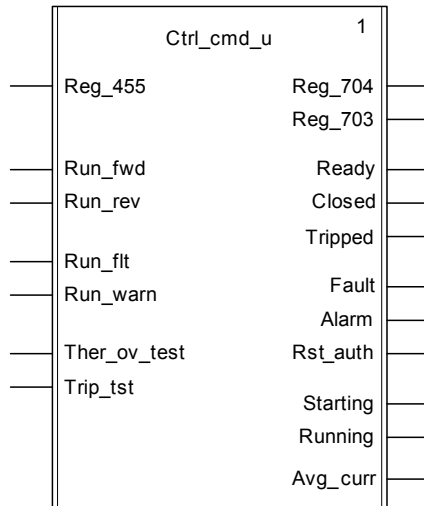 1
Ctrl_cmd_u
Reg_455 Reg_704
Reg_703
Run_fwd Ready
Run_rev Closed
Tripped
Run_flt
Fault
Run_warn
Alarm
Ther_ov_test Rst_auth
Trip_tst
Starting
Running
Avg_curr